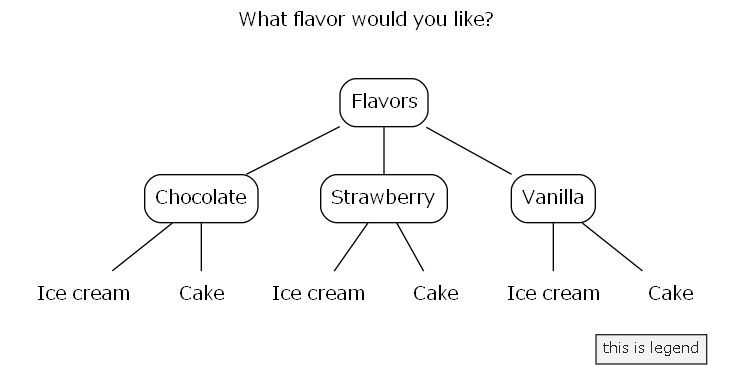 What flavor would you like?
Flavors
Chocolate
Strawberry
Vanilla
Ice cream
Cake
Ice cream
Cake
Ice cream
Cake
this is legend